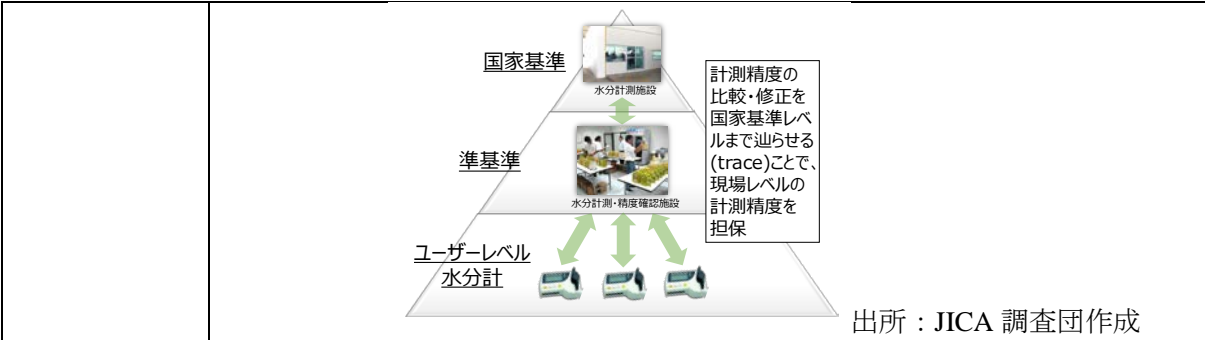 国家基準
水分計測施設
準基準
水分計測・精度確認施設
ユーザーレベル
水分計
計測精度の
比較・修正を
国家基準レベ
ルまで辿らせる
(trace)ことで、
現場レベルの
計測精度を
担保
出所：JICA 調査団作成